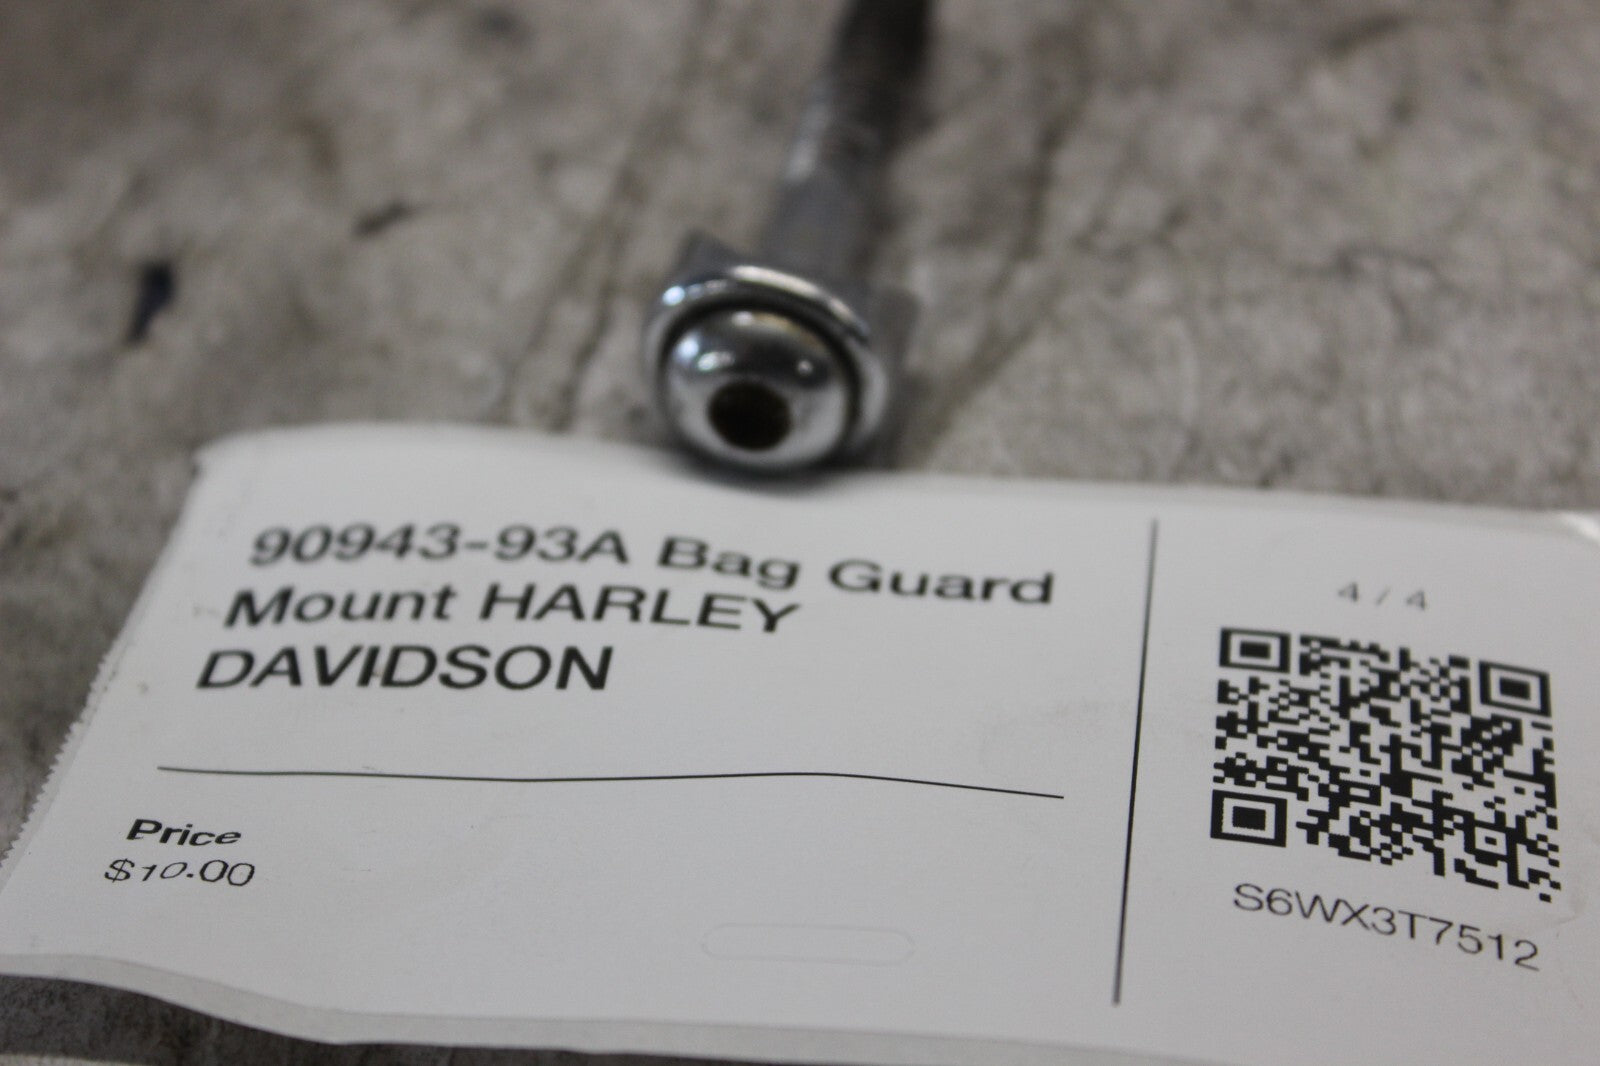 90943-93A Bag Guard
Mount HARLEY
DAVIDSON
Price
$10.00
4 / 4
S6WX3T7512